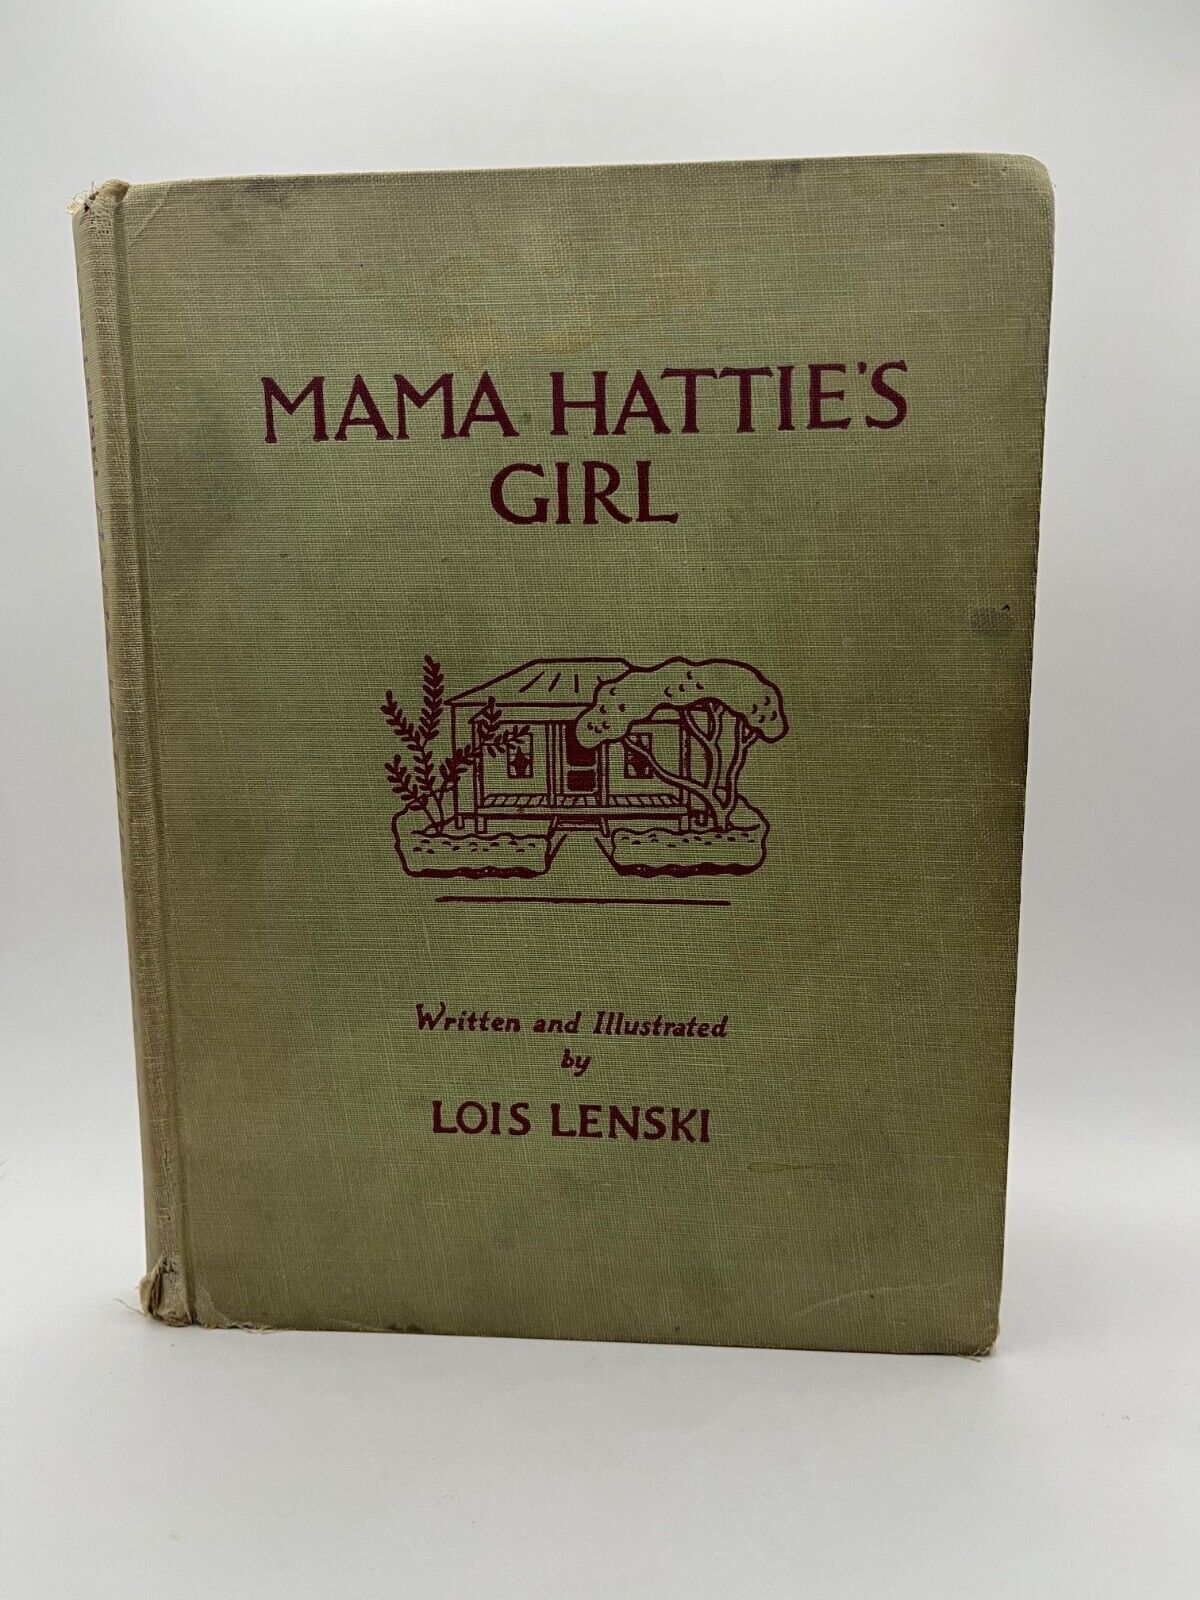 MAMA HATTIE'S
GIRL
Written and Illustrated
by
LOIS LENSKI